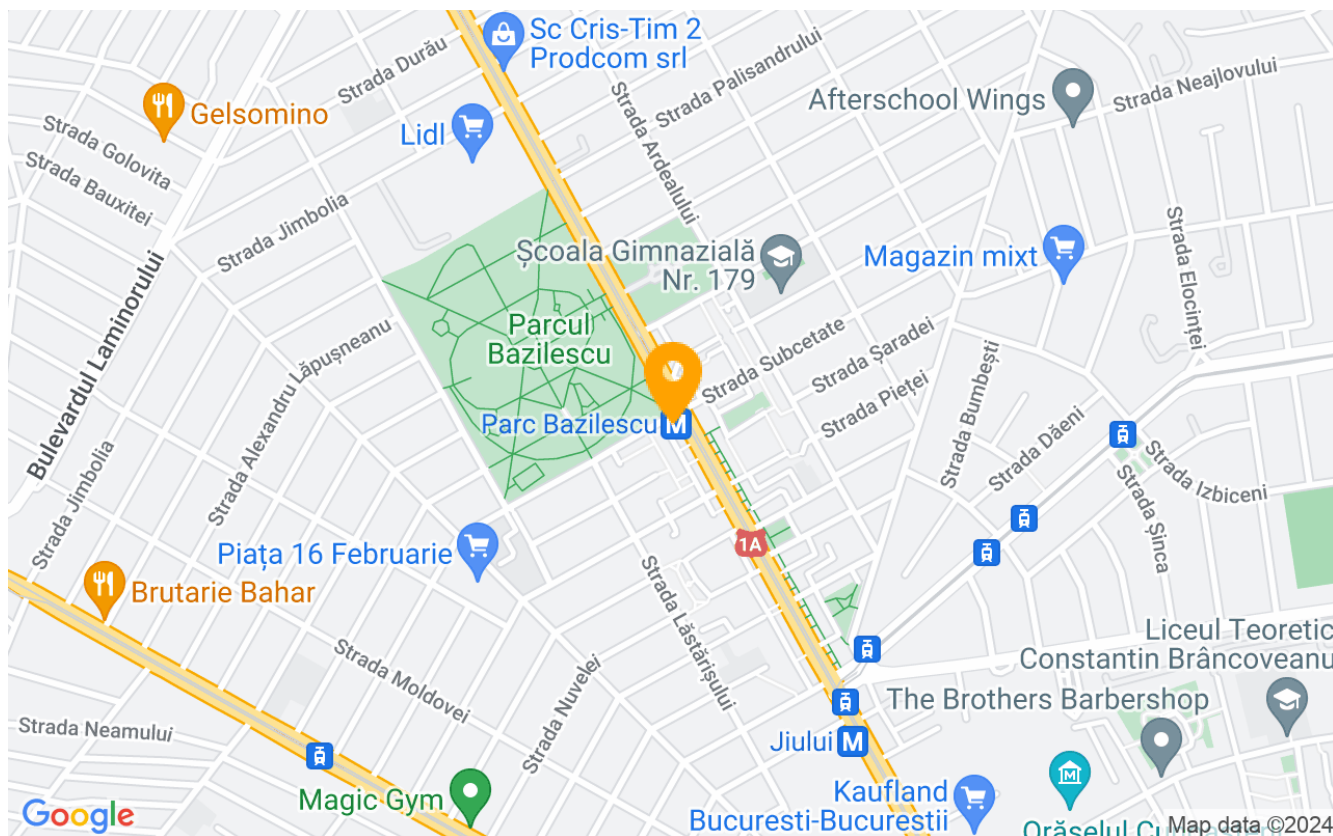 Sc Cris-Tim 2
Prodcom srl
Strada Durău
Strada Palisandrului
Strada Ardealului
Afterschool Wings
Strada Neajlovului
Gelsomino
Lidl
Strada Golovita
Strada Bauxitei
Strada Jimbolia
Școala Gimnazială
Nr. 179
Magazin mixt
Strada Elocinței
Bulevardul Laminorului
Parcul
Bazilescu
Strada Alexandru Lăpușneanu
Strada Subcetate
Strada Șaradei
Strada Pieței
Strada Bumbești
Strada Dăeni
Parc Bazilescu
M
Strada Izbiceni
Strada Șinca
Strada Jimbolia
1A
Piața 16 Februarie
Brutarie Bahar
Strada Lăstărișului
Strada Moldovei
Strada Nuvelei
Liceul Teoretic
Constantin Brâncoveanu
The Brothers Barbershop
Strada Neamului
Jiului
M
Magic Gym
Kaufland
Bucuresti-Bucurestii
M
Google
Map data ©2024